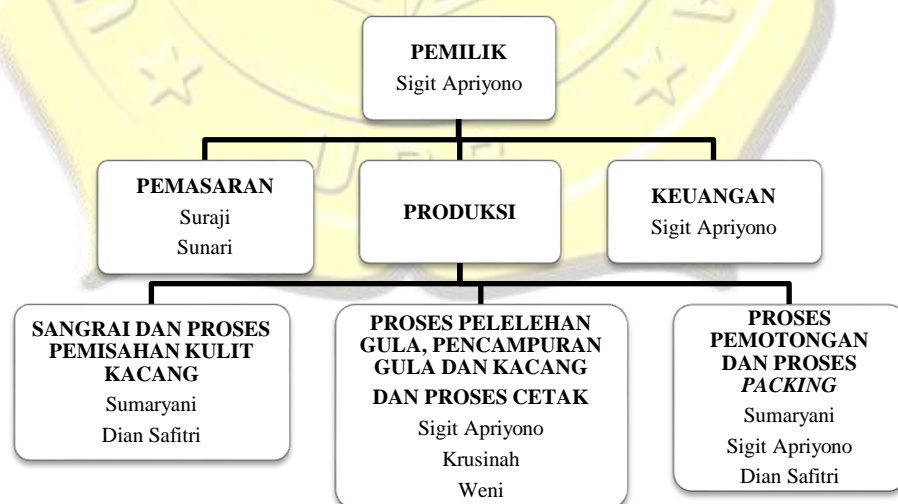 PEMILIK
Sigit Apriyono
PEMASARAN
Suraji
Sunari
PRODUKSI
KEUANGAN
Sigit Apriyono
SANGRAI DAN PROSES
PEMISAHAN KULIT
KACANG
Sumaryani
Dian Safitri
PROSES PELELEHAN
GULA, PENCAMPURAN
GULA DAN KACANG
DAN PROSES CETAK
Sigit Apriyono
Krusinah
Weni
PROSES
PEMOTONGAN
DAN PROSES
PACKING
Sumaryani
Sigit Apriyono
Dian Safitri